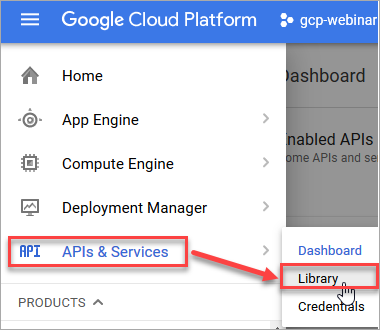 Google Cloud Platform
gcp-webinar
Home
Dashboard
App Engine
Enabled APIs
ome APIs and se
Compute Engine
Deployment Manager
API
APIs & Services
Dashboard
Library
Credentials
PRODUCTS